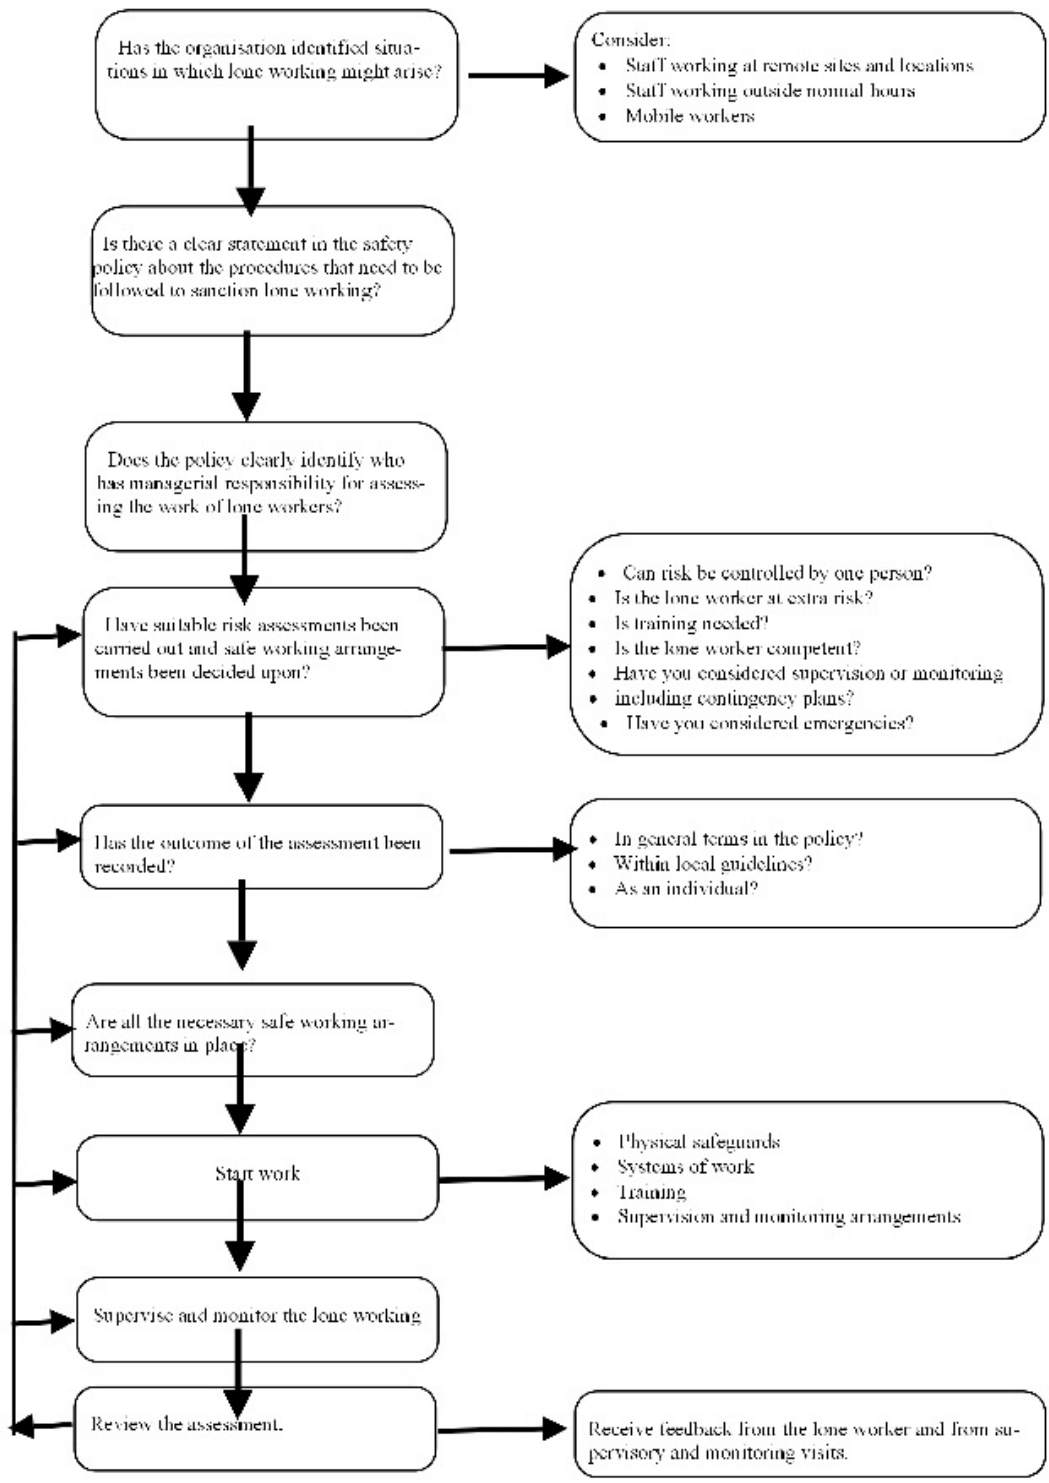 Has the organisation identified situa-
tions in which lone working might arise?
Consider:
• Staff working at remote sites and locations
• Staff working outside normal hours
• Mobile workers
Is there a clear statement in the safety
policy about the procedures that need to be
followed to sanction lone working?
Does the policy clearly identify who
has managerial responsibility for assess-
ing the work of lone workers?
Have suitable risk assessments been
carried out and safe working arrange-
ments been decided upon?
• Can risk be controlled by one person?
• Is the lone worker at extra risk?
• Is training needed?
• Is the lone worker competent?
• Have you considered supervision or monitoring
• including contingency plans?
• Have you considered emergencies?
Has the outcome of the assessment been
recorded?
• In general terms in the policy?
• Within local guidelines?
• As an individual?
Are all the necessary safe working ar-
rangements in place?
Start work
• Physical safeguards
• Systems of work
• Training
• Supervision and monitoring arrangements
Supervise and monitor the lone working
Review the assessment.
Receive feedback from the lone worker and from su-
pervisory and monitoring visits.